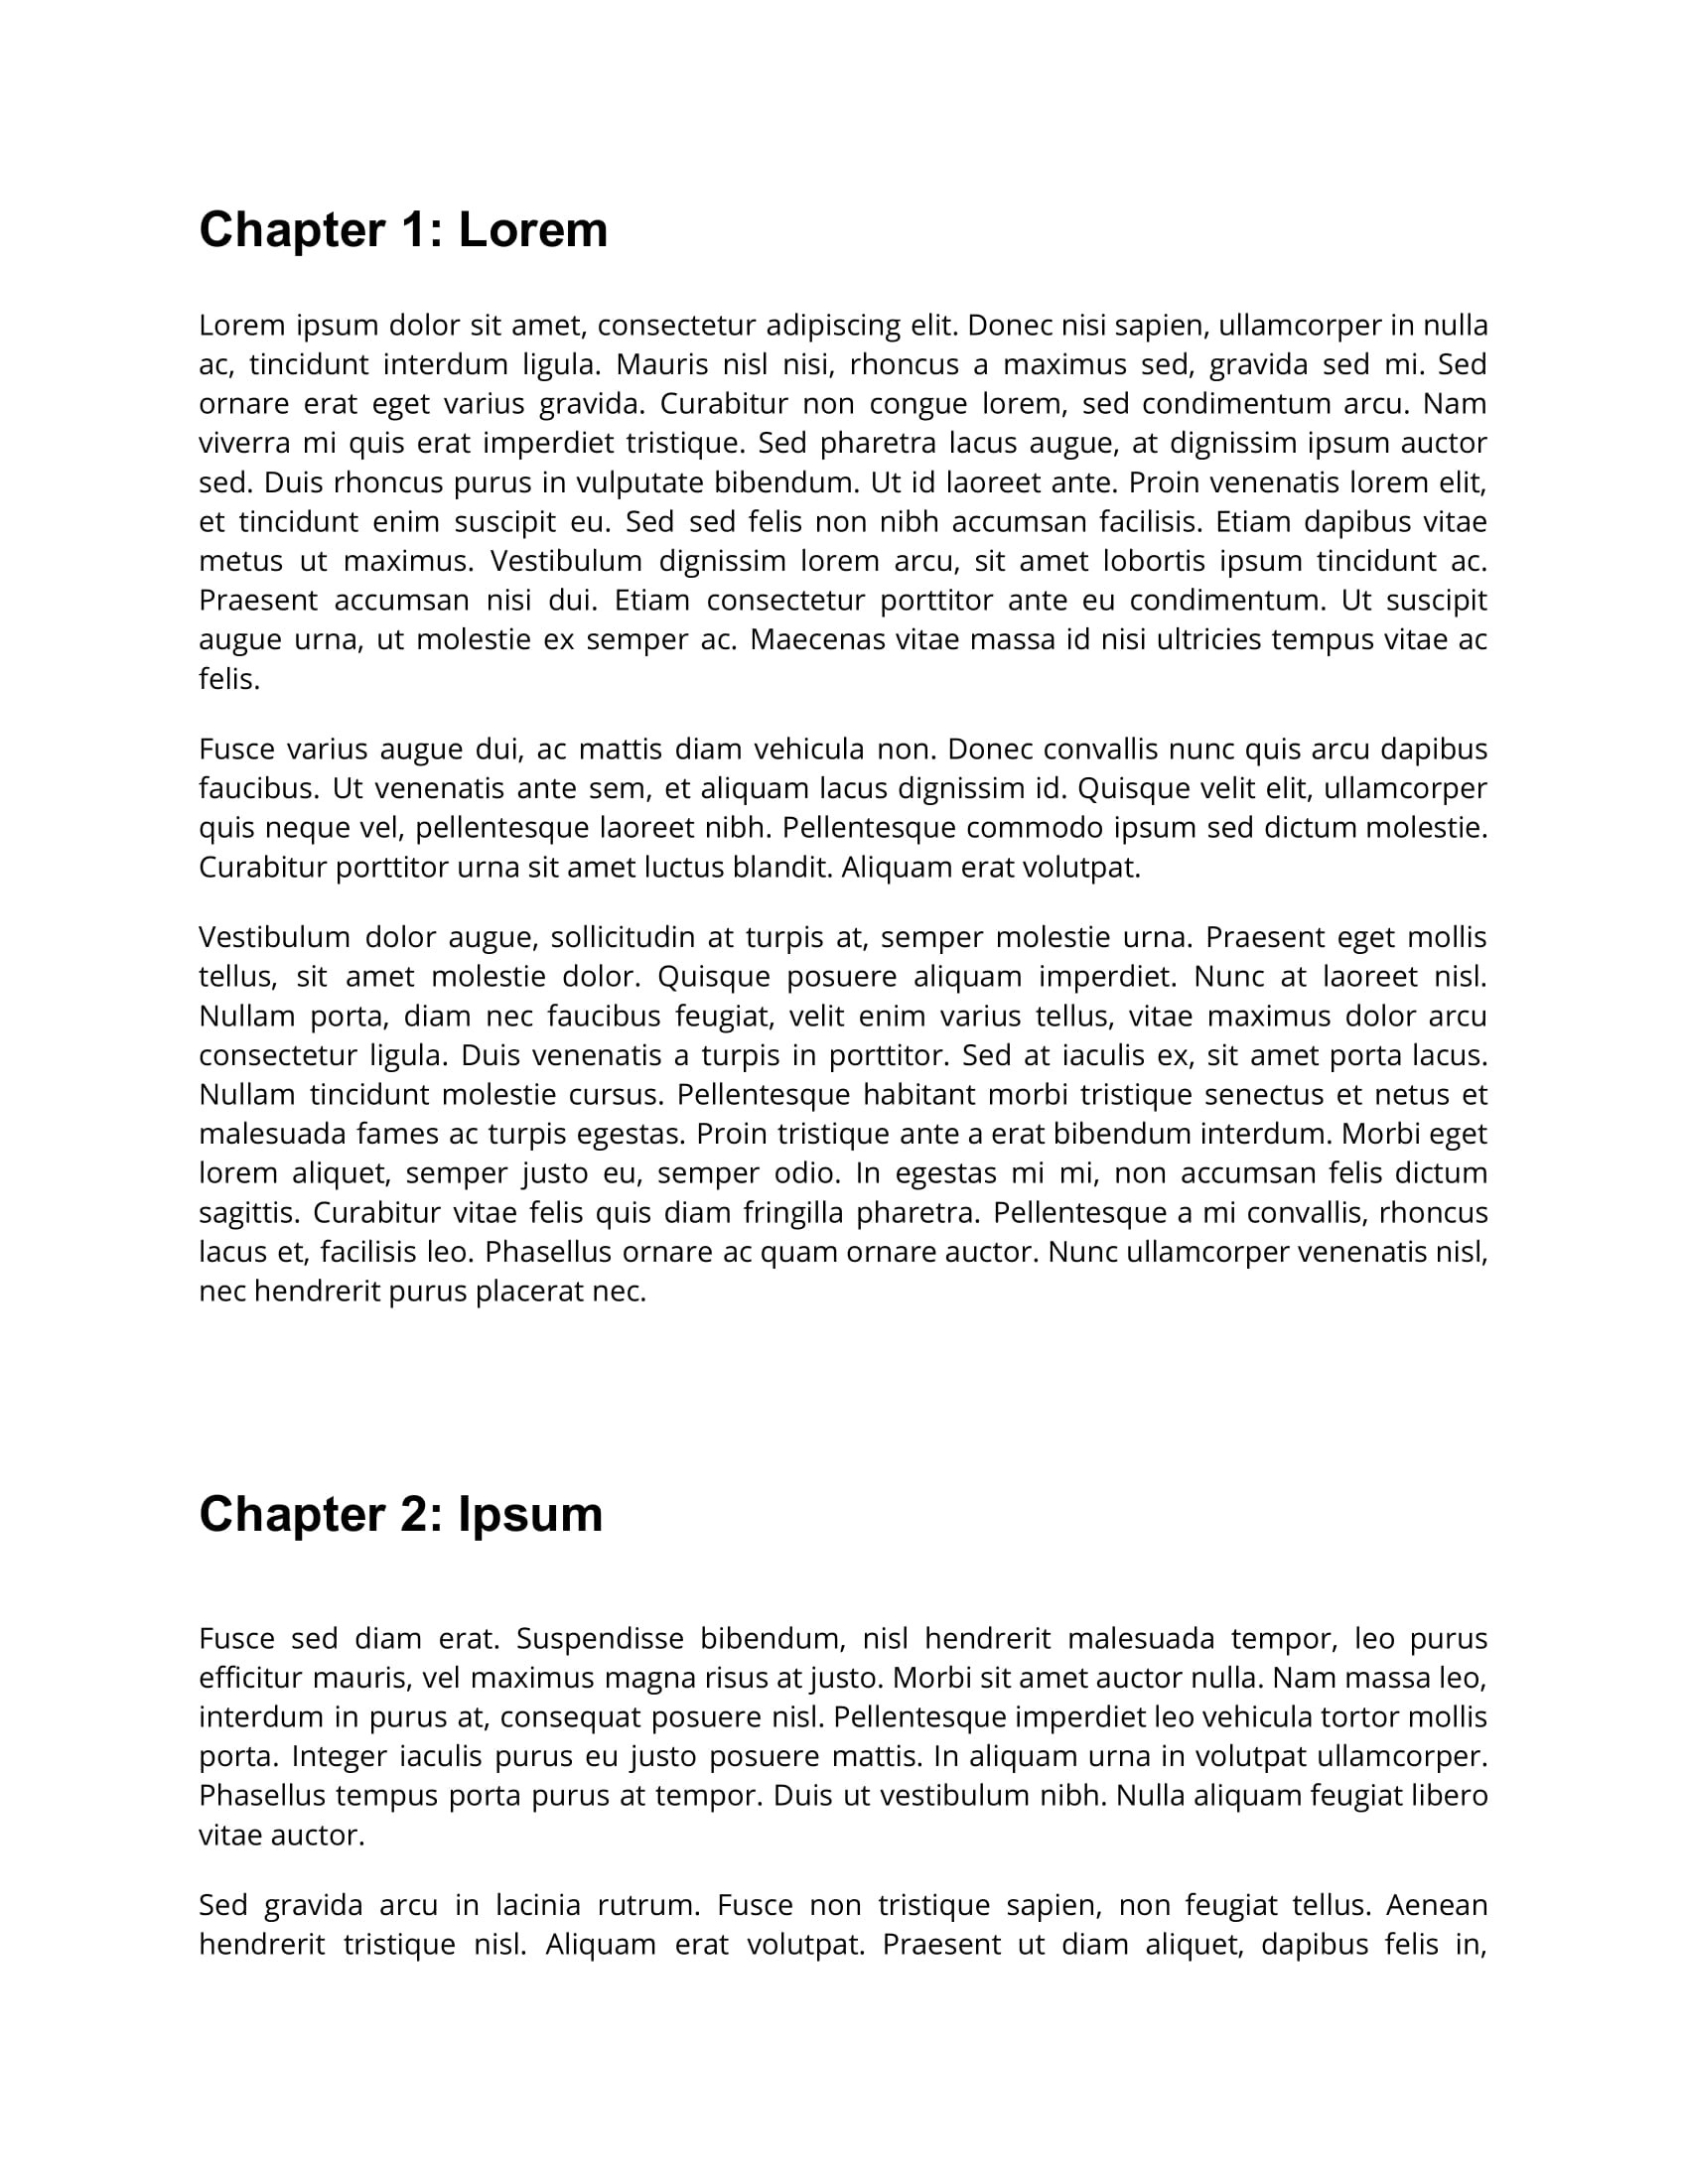 Chapter 1: Lorem
Lorem ipsum dolor sit amet, consectetur adipiscing elit. Donec nisi sapien, ullamcorper in nulla
ac, tincidunt interdum ligula. Mauris nisl nisi, rhoncus a maximus sed, gravida sed mi. Sed
ornare erat eget varius gravida. Curabitur non congue lorem, sed condimentum arcu. Nam
viverra mi quis erat imperdiet tristique. Sed pharetra lacus augue, at dignissim ipsum auctor
sed. Duis rhoncus purus in vulputate bibendum. Ut id laoreet ante. Proin venenatis lorem elit,
et tincidunt enim suscipit eu. Sed sed felis non nibh accumsan facilisis. Etiam dapibus vitae
metus ut maximus. Vestibulum dignissim lorem arcu, sit amet lobortis ipsum tincidunt ac.
Praesent accumsan nisi dui. Etiam consectetur porttitor ante eu condimentum. Ut suscipit
augue urna, ut molestie ex semper ac. Maecenas vitae massa id nisi ultricies tempus vitae ac
felis.
Fusce varius augue dui, ac mattis diam vehicula non. Donec convallis nunc quis arcu dapibus
faucibus. Ut venenatis ante sem, et aliquam lacus dignissim id. Quisque velit elit, ullamcorper
quis neque vel, pellentesque laoreet nibh. Pellentesque commodo ipsum sed dictum molestie.
Curabitur porttitor urna sit amet luctus blandit. Aliquam erat volutpat.
Vestibulum dolor augue, sollicitudin at turpis at, semper molestie urna. Praesent eget mollis
tellus, sit amet molestie dolor. Quisque posuere aliquam imperdiet. Nunc at laoreet nisl.
Nullam porta, diam nec faucibus feugiat, velit enim varius tellus, vitae maximus dolor arcu
consectetur ligula. Duis venenatis a turpis in porttitor. Sed at iaculis ex, sit amet porta lacus.
Nullam tincidunt molestie cursus. Pellentesque habitant morbi tristique senectus et netus et
malesuada fames ac turpis egestas. Proin tristique ante a erat bibendum interdum. Morbi eget
lorem aliquet, semper justo eu, semper odio. In egestas mi mi, non accumsan felis dictum
sagittis. Curabitur vitae felis quis diam fringilla pharetra. Pellentesque a mi convallis, rhoncus
lacus et, facilisis leo. Phasellus ornare ac quam ornare auctor. Nunc ullamcorper venenatis nisl,
nec hendrerit purus placerat nec.
Chapter 2: Ipsum
Fusce sed diam erat. Suspendisse bibendum, nisl hendrerit malesuada tempor, leo purus
efficitur mauris, vel maximus magna risus at justo. Morbi sit amet auctor nulla. Nam massa leo,
interdum in purus at, consequat posuere nisl. Pellentesque imperdiet leo vehicula tortor mollis
porta. Integer iaculis purus eu justo posuere mattis. In aliquam urna in volutpat ullamcorper.
Phasellus tempus porta purus at tempor. Duis ut vestibulum nibh. Nulla aliquam feugiat libero
vitae auctor.
Sed gravida arcu in lacinia rutrum. Fusce non tristique sapien, non feugiat tellus. Aenean
hendrerit tristique nisl. Aliquam erat volutpat. Praesent ut diam aliquet, dapibus felis in,